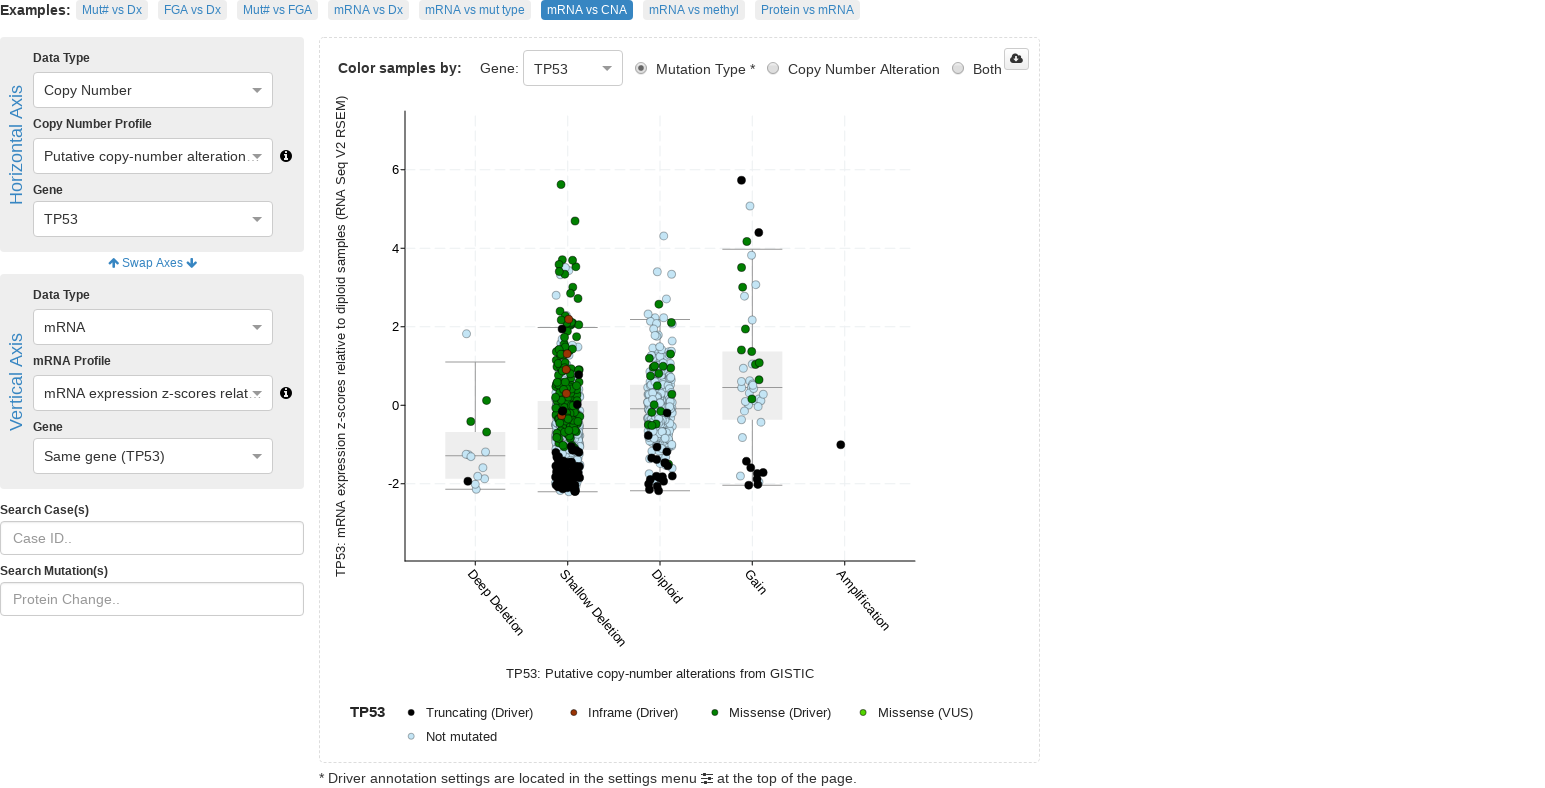 Examples: Mut# vs Dx FGA vs Dx Mut# vs FGA mRNA vs Dx mRNA vs mut type mRNA vs CNA mRNA vs methyl Protein vs mRNA
Horizontal Axis
Data Type
Copy Number
Copy Number Profile
Putative copy-number alteration…
Gene
TP53
Swap Axes
Vertical Axis
Data Type
mRNA
mRNA Profile
mRNA expression z-scores relat…
Gene
Same gene (TP53)
Search Case(s)
Case ID..
Search Mutation(s)
Protein Change..
Color samples by: Gene: TP53 Mutation Type * Copy Number Alteration Both
TP53: mRNA expression z-scores relative to diploid samples (RNA Seq V2 RSEM)
6
4
2
0
-2
Deep Deletion
Shallow Deletion
Diploid
Gain
Amplification
TP53: Putative copy-number alterations from GISTIC
TP53 Truncating (Driver) Inframe (Driver) Missense (Driver) Missense (VUS)
Not mutated
* Driver annotation settings are located in the settings menu at the top of the page.